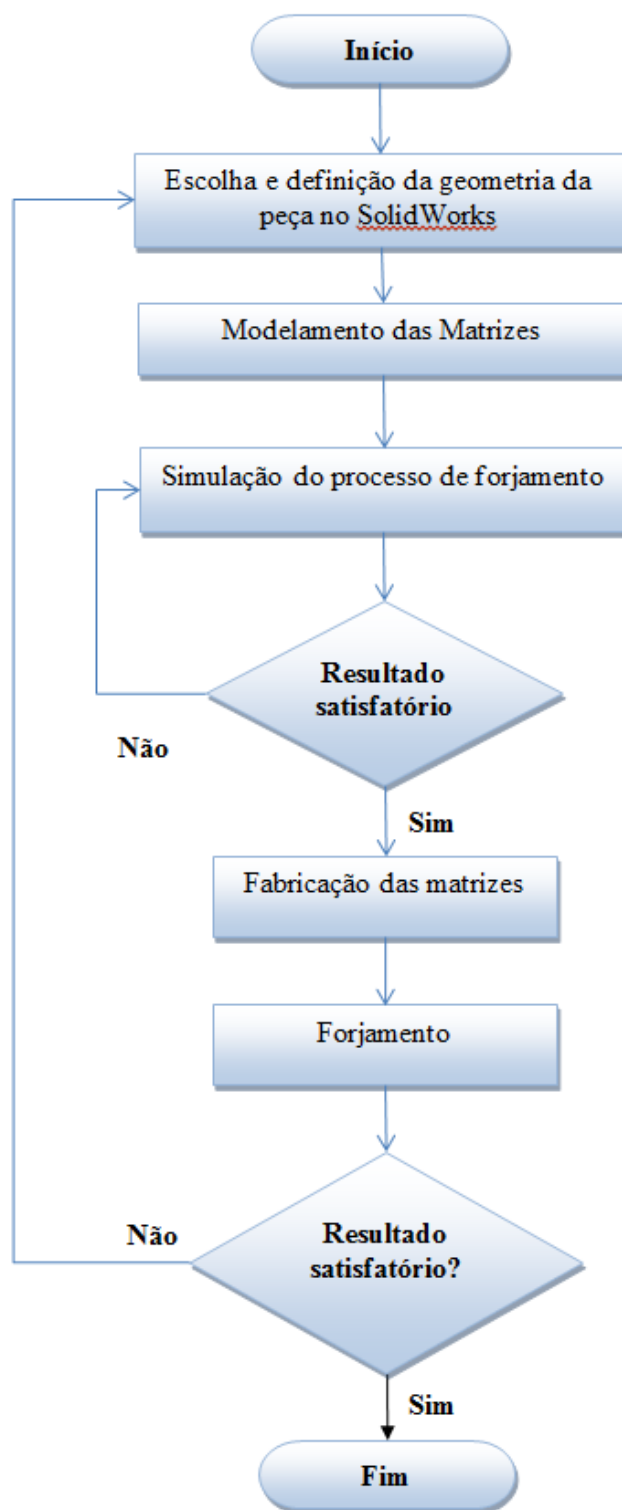 Início
Escolha e definição da geometria da
peça no SolidWorks
Modelamento das Matrizes
Simulação do processo de forjamento
Resultado
satisfatório
Não
Sim
Fabricação das matrizes
Forjamento
Não
Resultado
satisfatório?
Sim
Fim